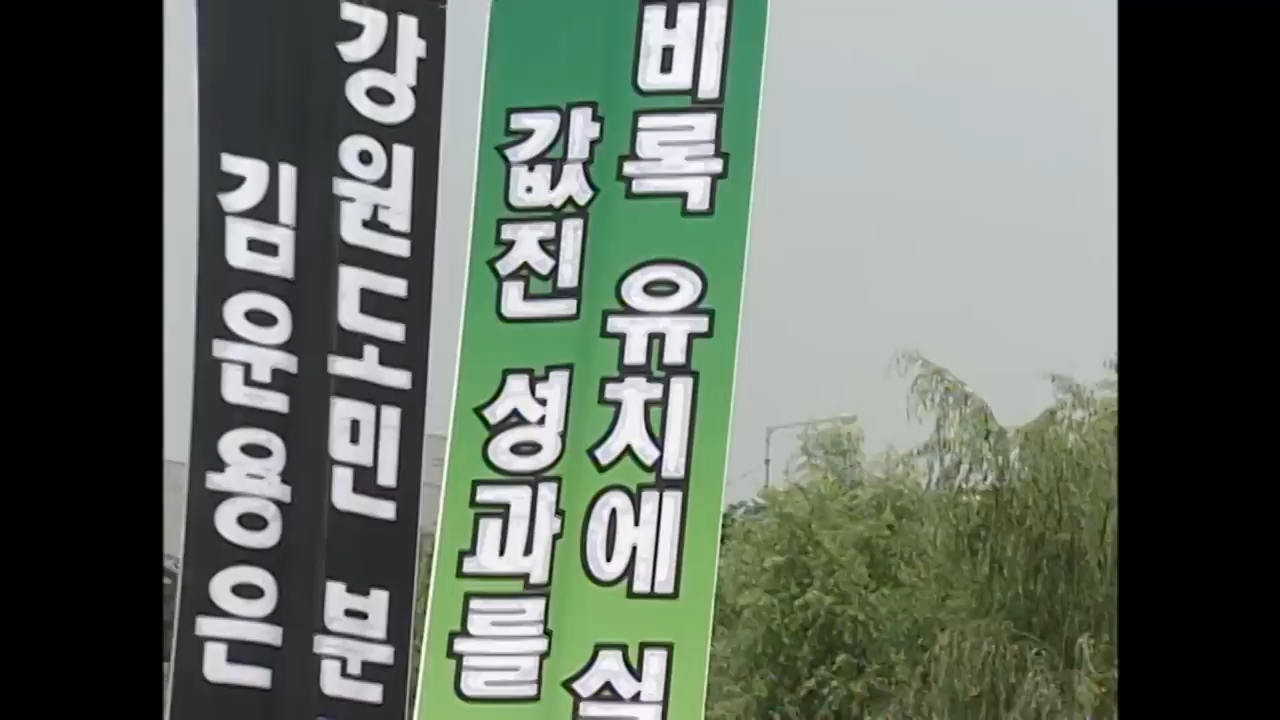 강원도민 분
김운용은
비록 유치에 실
값진 성과를